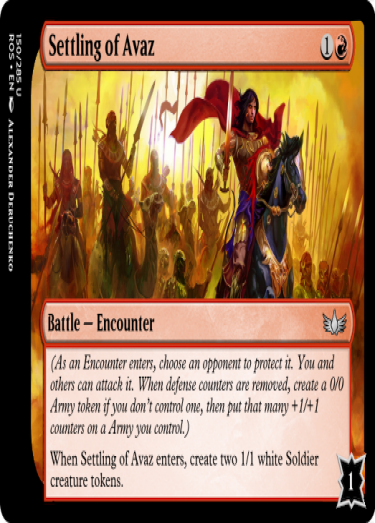 Settling of Avaz
1
Battle – Encounter
(As an Encounter enters, choose an opponent to protect it. You and
others can attack it. When defense counters are removed, create a 0/0
Army token if you don't control one, then put that many +1/+1
counters on a Army you control.)
When Settling of Avaz enters, create two 1/1 white Soldier
creature tokens.
1
150/285 U
ROS • EN ALEXANDER DERUCHENKO